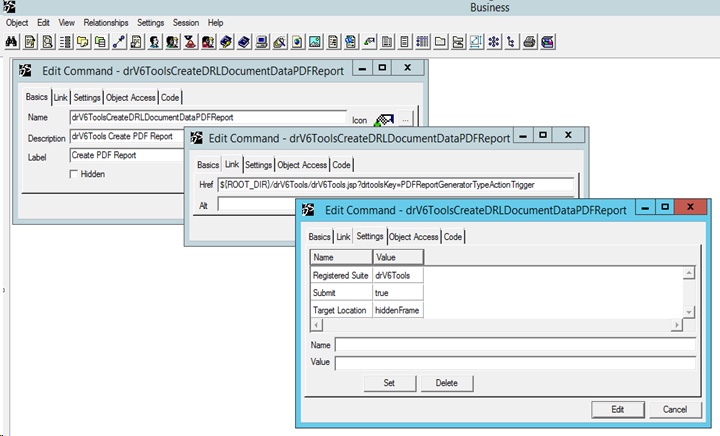 Business
Object Edit View Relationships Settings Session Help
Edit Command - drV6ToolsCreateDRLDocumentDataPDFReport
Basics Link Settings Object Access Code
Name drV6ToolsCreateDRLDocumentDataPDFReport Icon ...
Description drV6Tools Create PDF Report
Label Create PDF Report
Hidden
Edit Command - drV6ToolsCreateDRLDocumentDataPDFReport
Basics Link Settings Object Access Code
Href ${ROOT_DIR}/drV6Tools/drV6Tools.jsp?drtoolsKey=PDFReportGeneratorTypeActionTrigger
Alt
Edit Command - drV6ToolsCreateDRLDocumentDataPDFReport
Basics Link Settings Object Access Code
Name Value
Registered Suite drV6Tools
Submit true
Target Location hiddenFrame
Name
Value
Set Delete
Edit Cancel